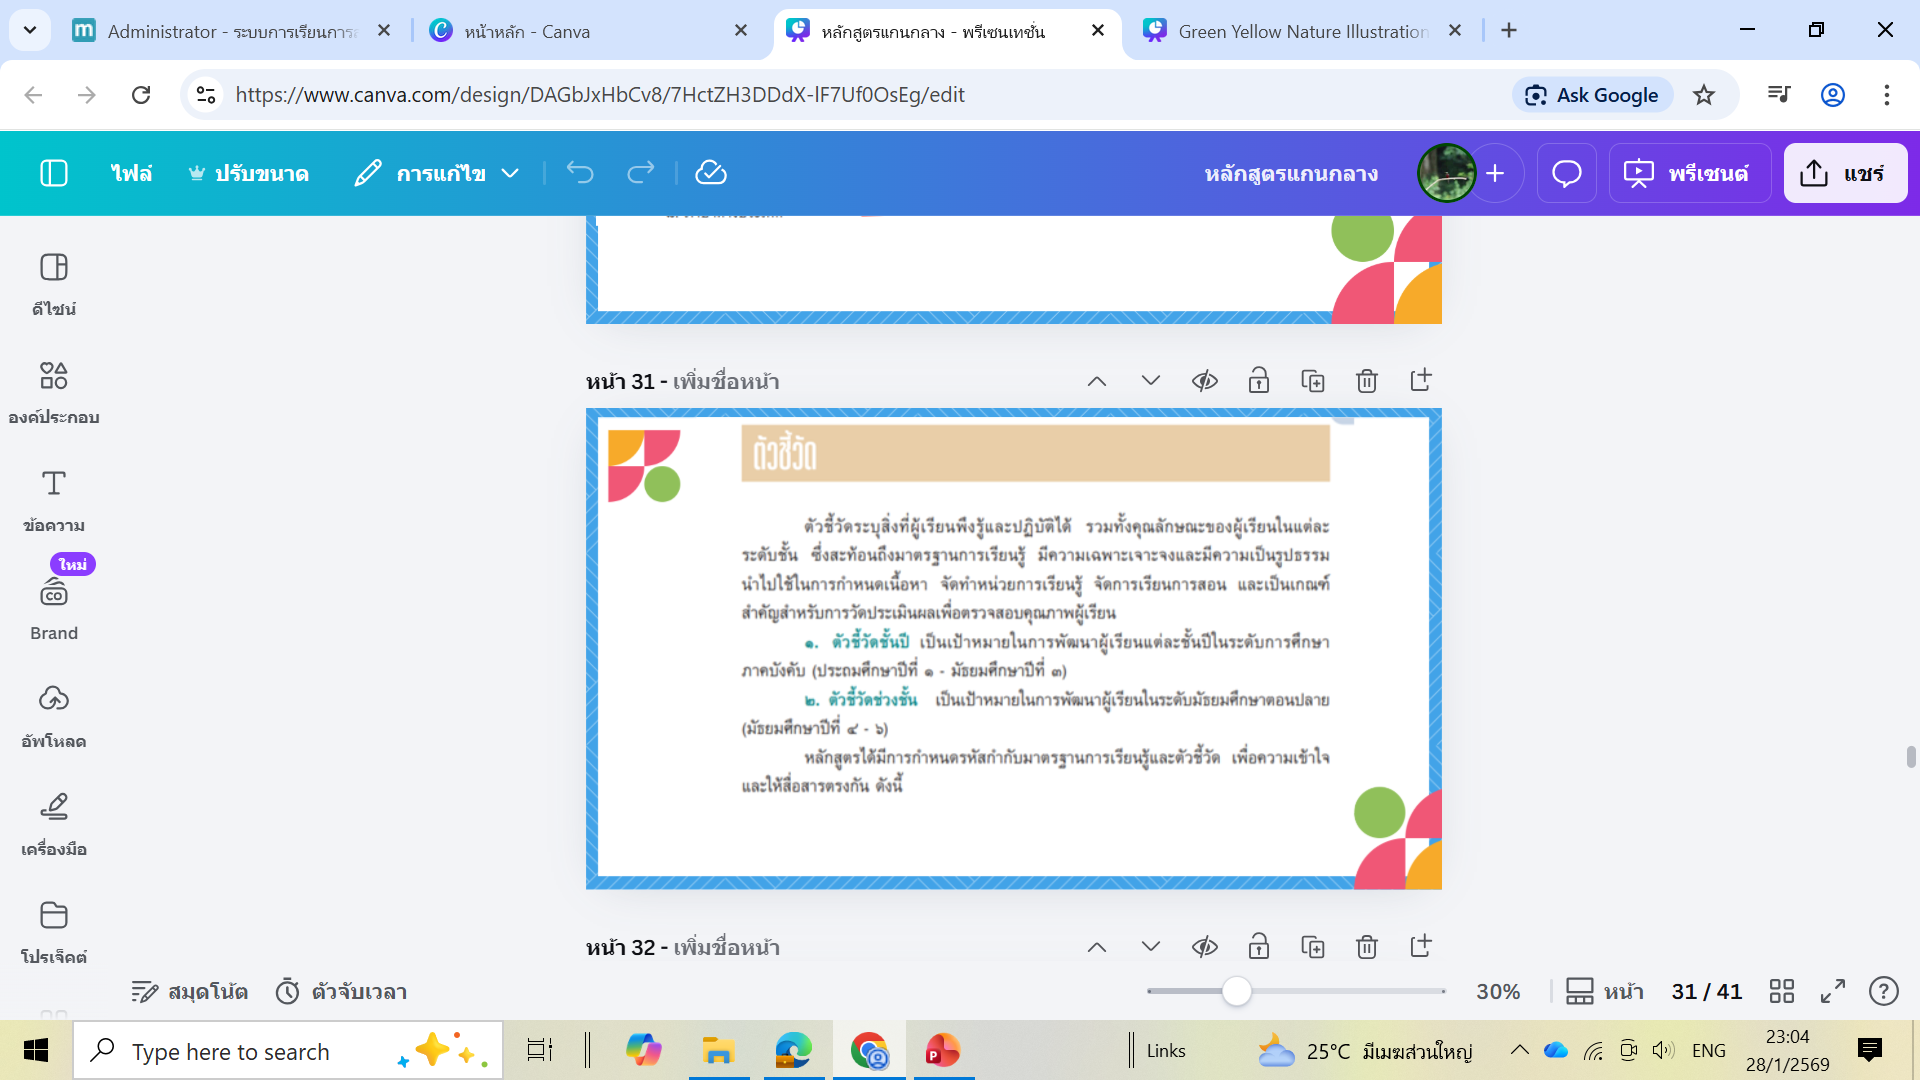 Administrator - ระบบการเรียนการส
หน้าหลัก - Canva
หลักสูตรแกนกลาง - พรีเซนเทชั่น
Green Yellow Nature Illustration
https://www.canva.com/design/DAGbJxHbCv8/7HctZH3DDdX-lF7Uf0OsEg/edit
Ask Google
ไฟล์
ปรับขนาด
การแก้ไข
หลักสูตรแกนกลาง
พรีเซนต์
แชร์
ดีไซน์
องค์ประกอบ
ข้อความ
ใหม่
Brand
อัพโหลด
เครื่องมือ
โปรเจ็คต์
หน้า 31 - เพิ่มชื่อหน้า
ตัวชี้วัด
ตัวชี้วัดระบุสิ่งที่ผู้เรียนพึงรู้และปฏิบัติได้ รวมทั้งคุณลักษณะของผู้เรียนในแต่ละ
ระดับชั้น ซึ่งสะท้อนถึงมาตรฐานการเรียนรู้ มีความเฉพาะเจาะจงและมีความเป็นรูปธรรม
นำไปใช้ในการกำหนดเนื้อหา จัดทำหน่วยการเรียนรู้ จัดการเรียนการสอน และเป็นเกณฑ์
สำคัญสำหรับการวัดประเมินผลเพื่อตรวจสอบคุณภาพผู้เรียน
๑. ตัวชี้วัดชั้นปี เป็นเป้าหมายในการพัฒนาผู้เรียนแต่ละชั้นปีในระดับการศึกษา
ภาคบังคับ (ประถมศึกษาปีที่ ๑ - มัธยมศึกษาปีที่ ๓)
๒. ตัวชี้วัดช่วงชั้น เป็นเป้าหมายในการพัฒนาผู้เรียนในระดับมัธยมศึกษาตอนปลาย
(มัธยมศึกษาปีที่ ๔ - ๖)
หลักสูตรได้มีการกำหนดรหัสกำกับมาตรฐานการเรียนรู้และตัวชี้วัด เพื่อความเข้าใจ
และให้สื่อสารตรงกัน ดังนี้
หน้า 32 - เพิ่มชื่อหน้า
สมุดโน้ต
ตัวจับเวลา
30%
หน้า
31 / 41
Type here to search
Links
25°C มีเมฆส่วนใหญ่
ENG
23:04
28/1/2569